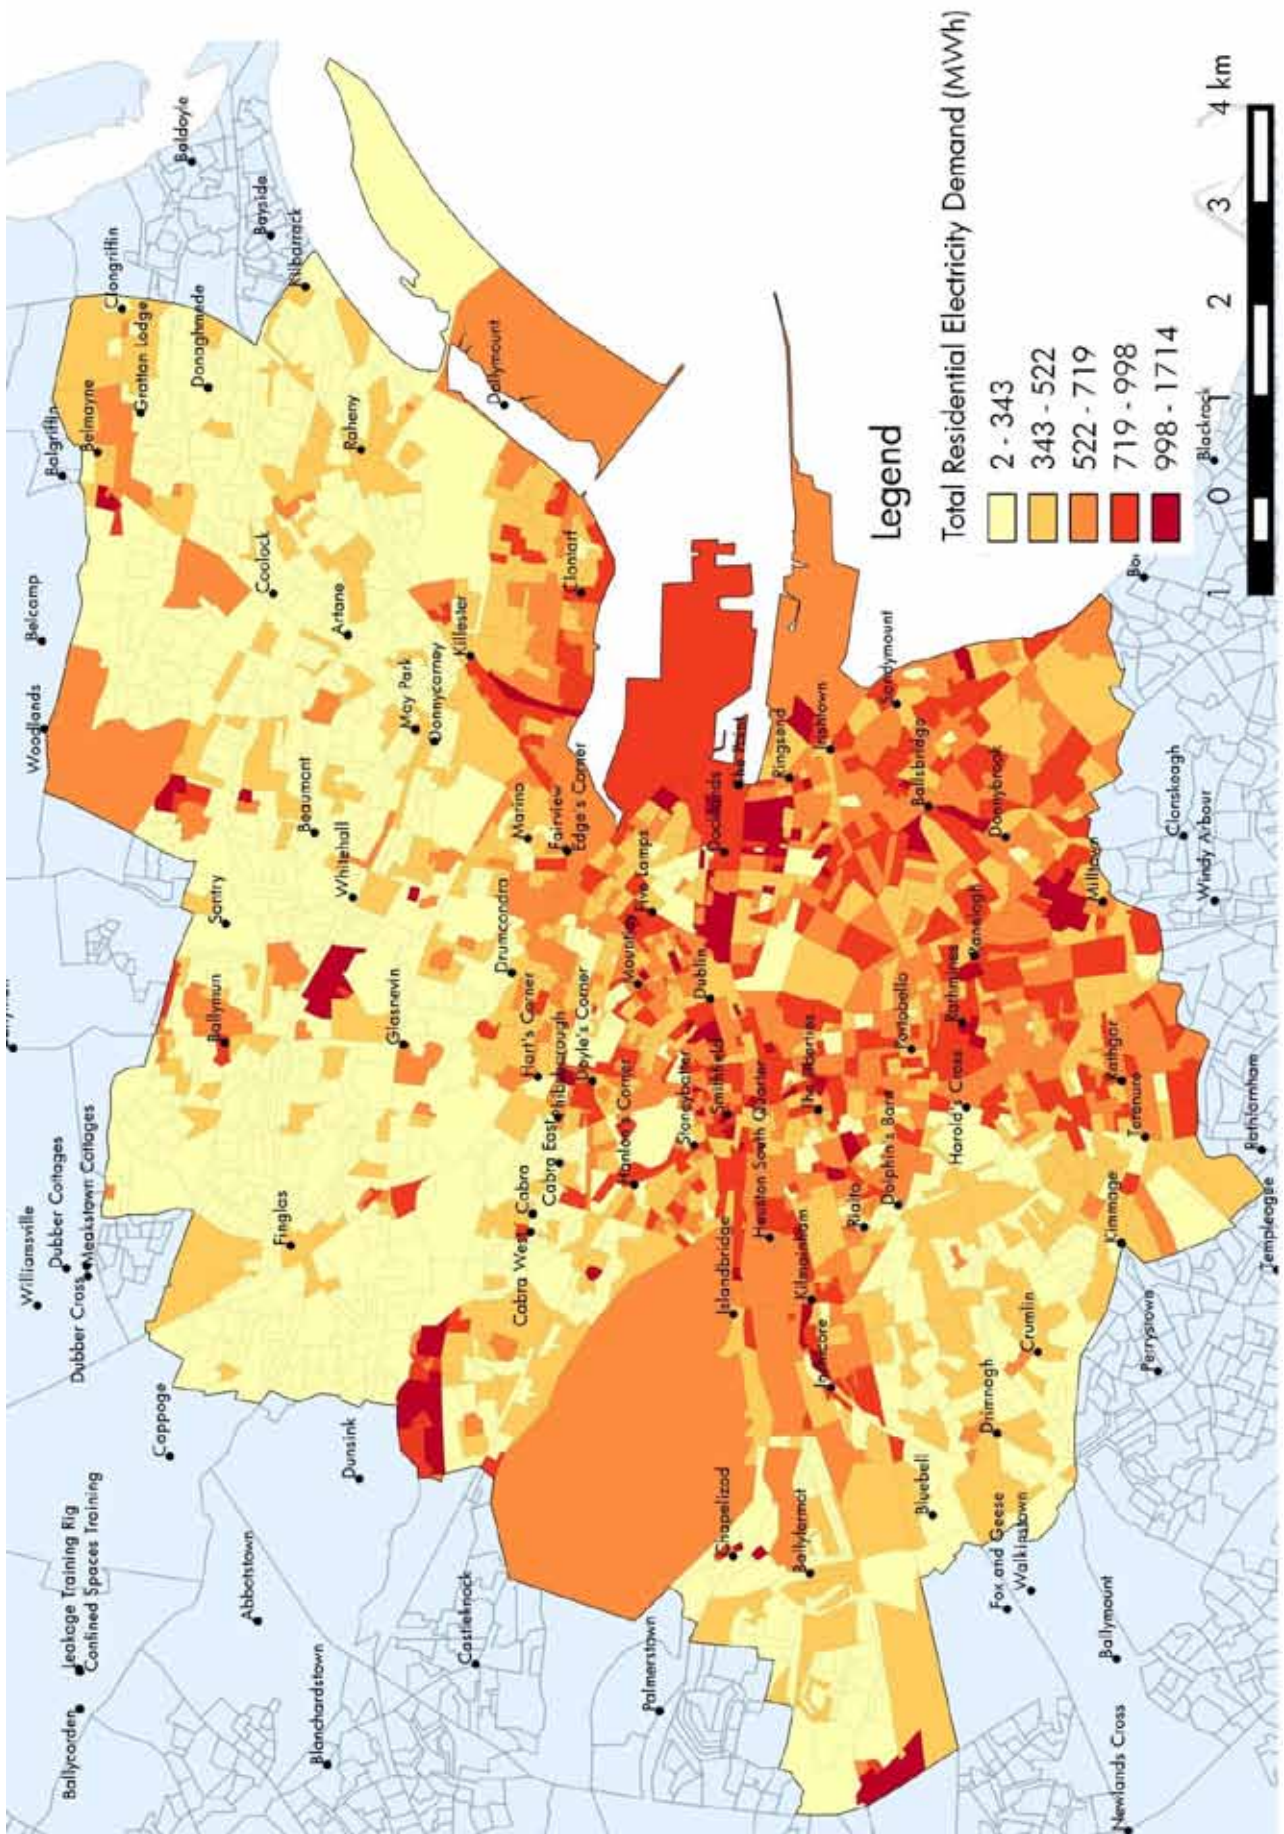 Williamsville
Dubber Cottages
Dubber Cross
Meakstown Cottages
Woodlands
Belcamp
Balgriffin
Belmayne
Clongriffin
Grattan Lodge
Donaghmede
Baldoyle
Bayside
Kilbarrack
Leakage Training Rig
Confined Spaces Training
Ballycorden
Coppoge
Santry
Ballymun
Finglas
Dunsink
Abbotstown
Blanchardstown
Castleknock
Beaumont
Whitehall
Coolock
Artane
Raheny
May Park
Donnycarney
Killester
Glasnevin
Drumcondra
Marino
Fairview
Edge's Corner
Clontarf
Dollymount
Hart's Corner
Phibsborough
Doyle's Corner
Cabra East
Cabra
Cabra West
Hanlon's Corner
Mountjoy
Five Lamps
Stoneybatter
Smithfield
Dublin
Docklands
The Point
Palmerstown
Chapelizod
Islandbridge
Heuston South Quarter
Kilmainham
Inchicore
Ballyfermot
The Liberties
Rialto
Dolphin's Barn
Portobello
Ringsend
Irishtown
Sandymount
Ballsbridge
Donnybrook
Ranelagh
Rathmines
Harold's Cross
Bluebell
Drimnagh
Crumlin
Fox and Geese
Walkinstown
Milltown
Rathgar
Terenure
Kimmage
Ballymount
Newlands Cross
Perrystown
Templeogue
Rathfarnham
Windy Arbour
Clonskeagh
Boo
Blackrock
Legend
Total Residential Electricity Demand (MWh)
2 - 343
343 - 522
522 - 719
719 - 998
998 - 1714
1 0 1 2 3 4 km